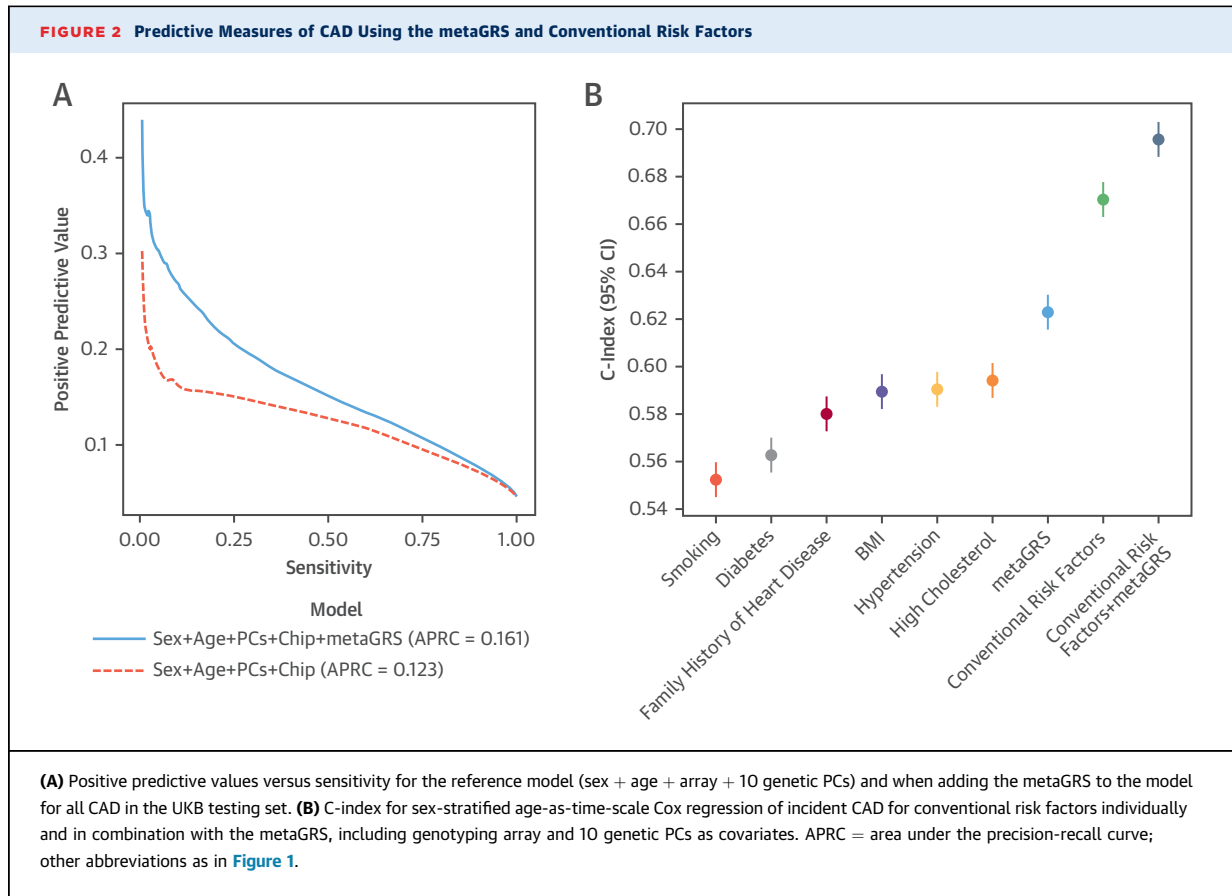 FIGURE 2 Predictive Measures of CAD Using the metaGRS and Conventional Risk Factors
A
Positive Predictive Value
0.4
0.3
0.2
0.1
0.00 0.25 0.50 0.75 1.00
Sensitivity
Model
Sex+Age+PCs+Chip+metaGRS (APRC = 0.161)
Sex+Age+PCs+Chip (APRC = 0.123)
B
C-Index (95% CI)
0.70
0.68
0.66
0.64
0.62
0.60
0.58
0.56
0.54
Smoking
Diabetes
Family History of Heart Disease
BMI
Hypertension
High Cholesterol
metaGRS
Conventional Risk Factors
Conventional Risk
Factors+metaGRS
(A) Positive predictive values versus sensitivity for the reference model (sex + age + array + 10 genetic PCs) and when adding the metaGRS to the model
for all CAD in the UKB testing set. (B) C-index for sex-stratified age-as-time-scale Cox regression of incident CAD for conventional risk factors individually
and in combination with the metaGRS, including genotyping array and 10 genetic PCs as covariates. APRC = area under the precision-recall curve;
other abbreviations as in Figure 1.